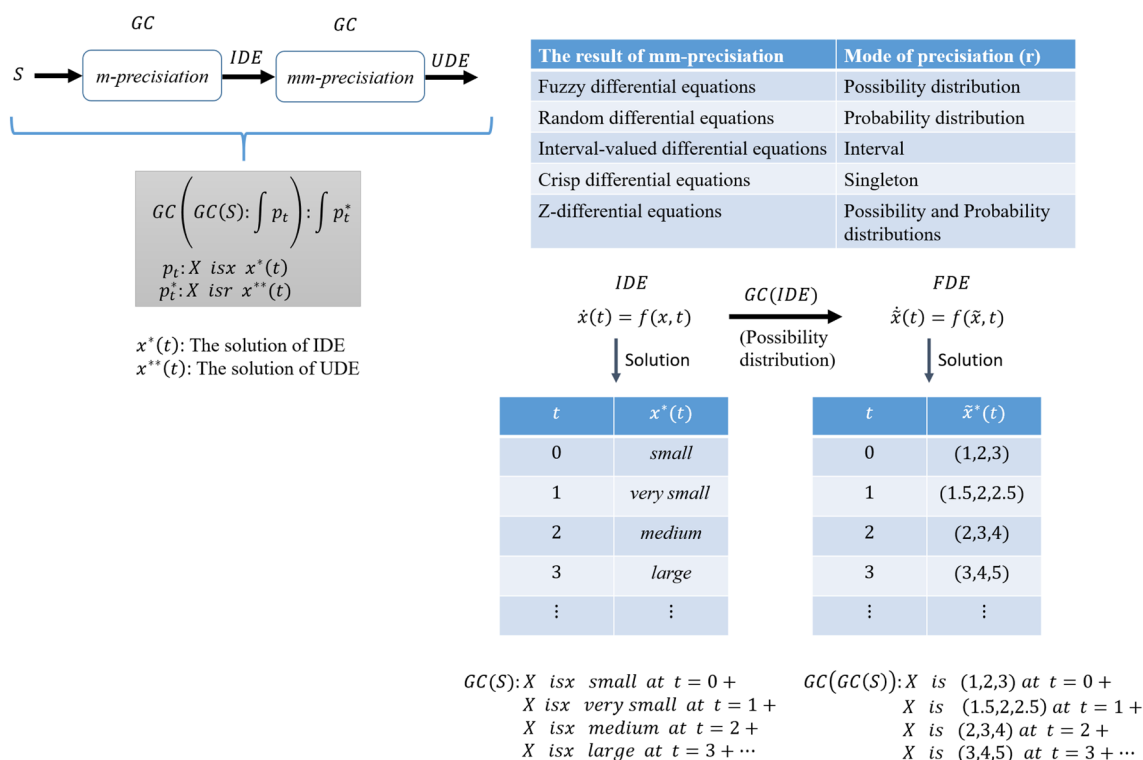 GC GC
S m-precisiation IDE mm-precisiation UDE
GC(GC(S): ∫ p_t): ∫ p_t^*
p_t: X isx x^*(t)
p_t^*: X isr x^{**}(t)
x^*(t): The solution of IDE
x^{**}(t): The solution of UDE
The result of mm-precisiation Mode of precisiation (r)
Fuzzy differential equations Possibility distribution
Random differential equations Probability distribution
Interval-valued differential equations Interval
Crisp differential equations Singleton
Z-differential equations Possibility and Probability
distributions
IDE GC(IDE) FDE
ẋ(t) = f(x, t) (Possibility
distribution) x̃̇(t) = f(x̃, t)
Solution Solution
t x^*(t)
0 small
1 very small
2 medium
3 large
⋮ ⋮
t x̃^*(t)
0 (1,2,3)
1 (1.5,2,2.5)
2 (2,3,4)
3 (3,4,5)
⋮ ⋮
GC(S): X isx small at t = 0 +
X isx very small at t = 1 +
X isx medium at t = 2 +
X isx large at t = 3 + ⋯
GC(GC(S)): X is (1,2,3) at t = 0 +
X is (1.5,2,2.5) at t = 1 +
X is (2,3,4) at t = 2 +
X is (3,4,5) at t = 3 + ⋯